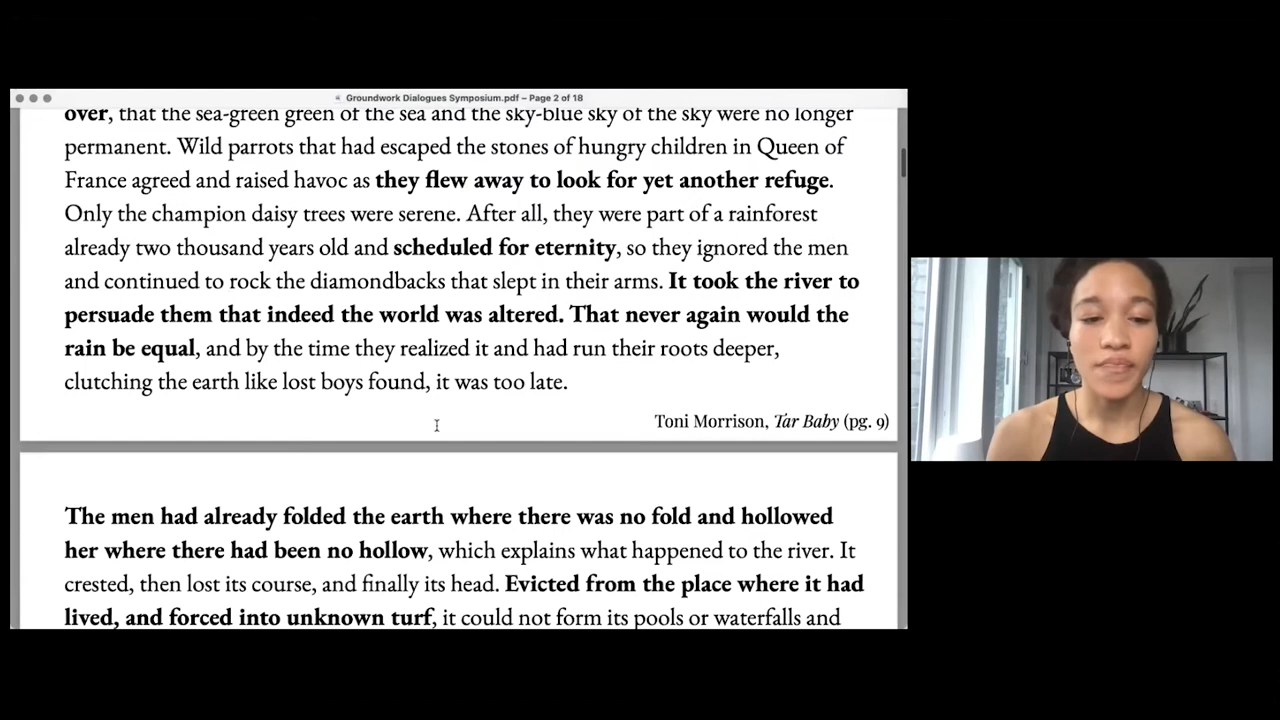 Groundwork Dialogues Symposium.pdf – Page 2 of 18
over, that the sea-green green of the sea and the sky-blue sky of the sky were no longer
permanent. Wild parrots that had escaped the stones of hungry children in Queen of
France agreed and raised havoc as they flew away to look for yet another refuge.
Only the champion daisy trees were serene. After all, they were part of a rainforest
already two thousand years old and scheduled for eternity, so they ignored the men
and continued to rock the diamondbacks that slept in their arms. It took the river to
persuade them that indeed the world was altered. That never again would the
rain be equal, and by the time they realized it and had run their roots deeper,
clutching the earth like lost boys found, it was too late.
Toni Morrison, Tar Baby (pg. 9)
The men had already folded the earth where there was no fold and hollowed
her where there had been no hollow, which explains what happened to the river. It
crested, then lost its course, and finally its head. Evicted from the place where it had
lived, and forced into unknown turf, it could not form its pools or waterfalls and